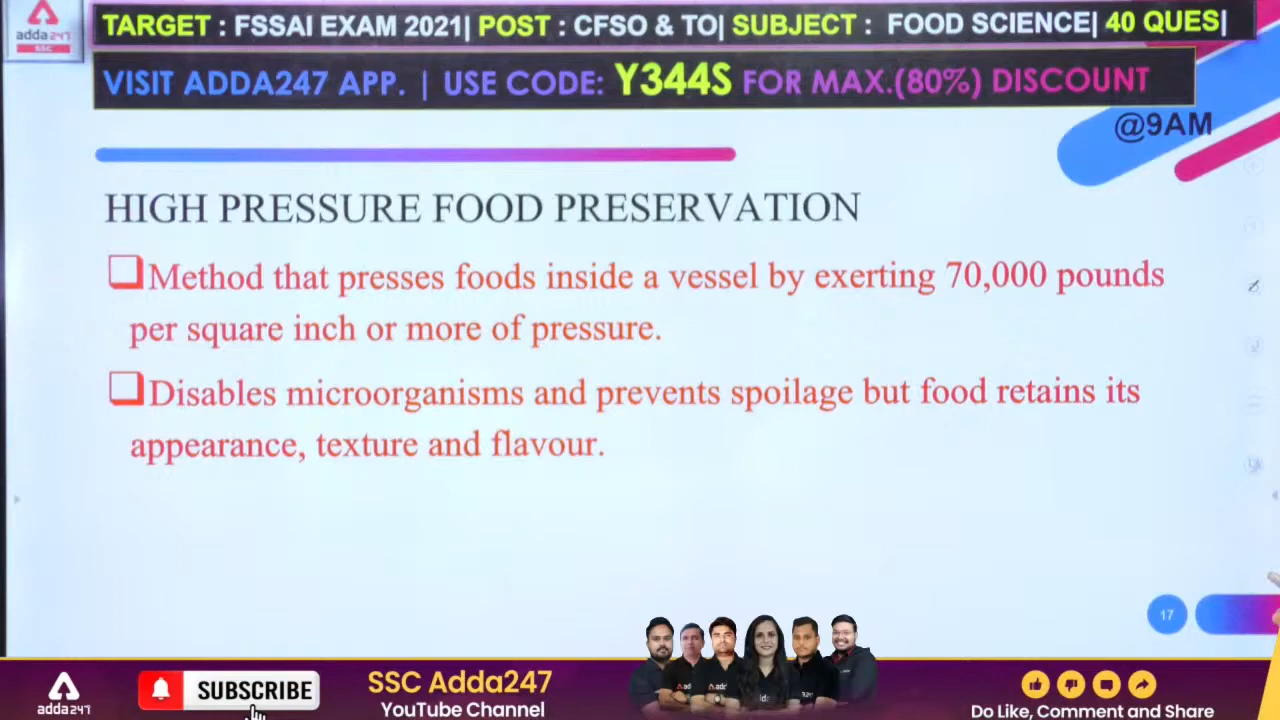 adda247
SSC
TARGET : FSSAI EXAM 2021| POST : CFSO & TO| SUBJECT : FOOD SCIENCE| 40 QUES|
VISIT ADDA247 APP. | USE CODE: Y344S FOR MAX.(80%) DISCOUNT
@9AM
HIGH PRESSURE FOOD PRESERVATION
❑Method that presses foods inside a vessel by exerting 70,000 pounds
per square inch or more of pressure.
❑Disables microorganisms and prevents spoilage but food retains its
appearance, texture and flavour.
17
adda247
SUBSCRIBE
SSC Adda247
YouTube Channel
Do Like, Comment and Share